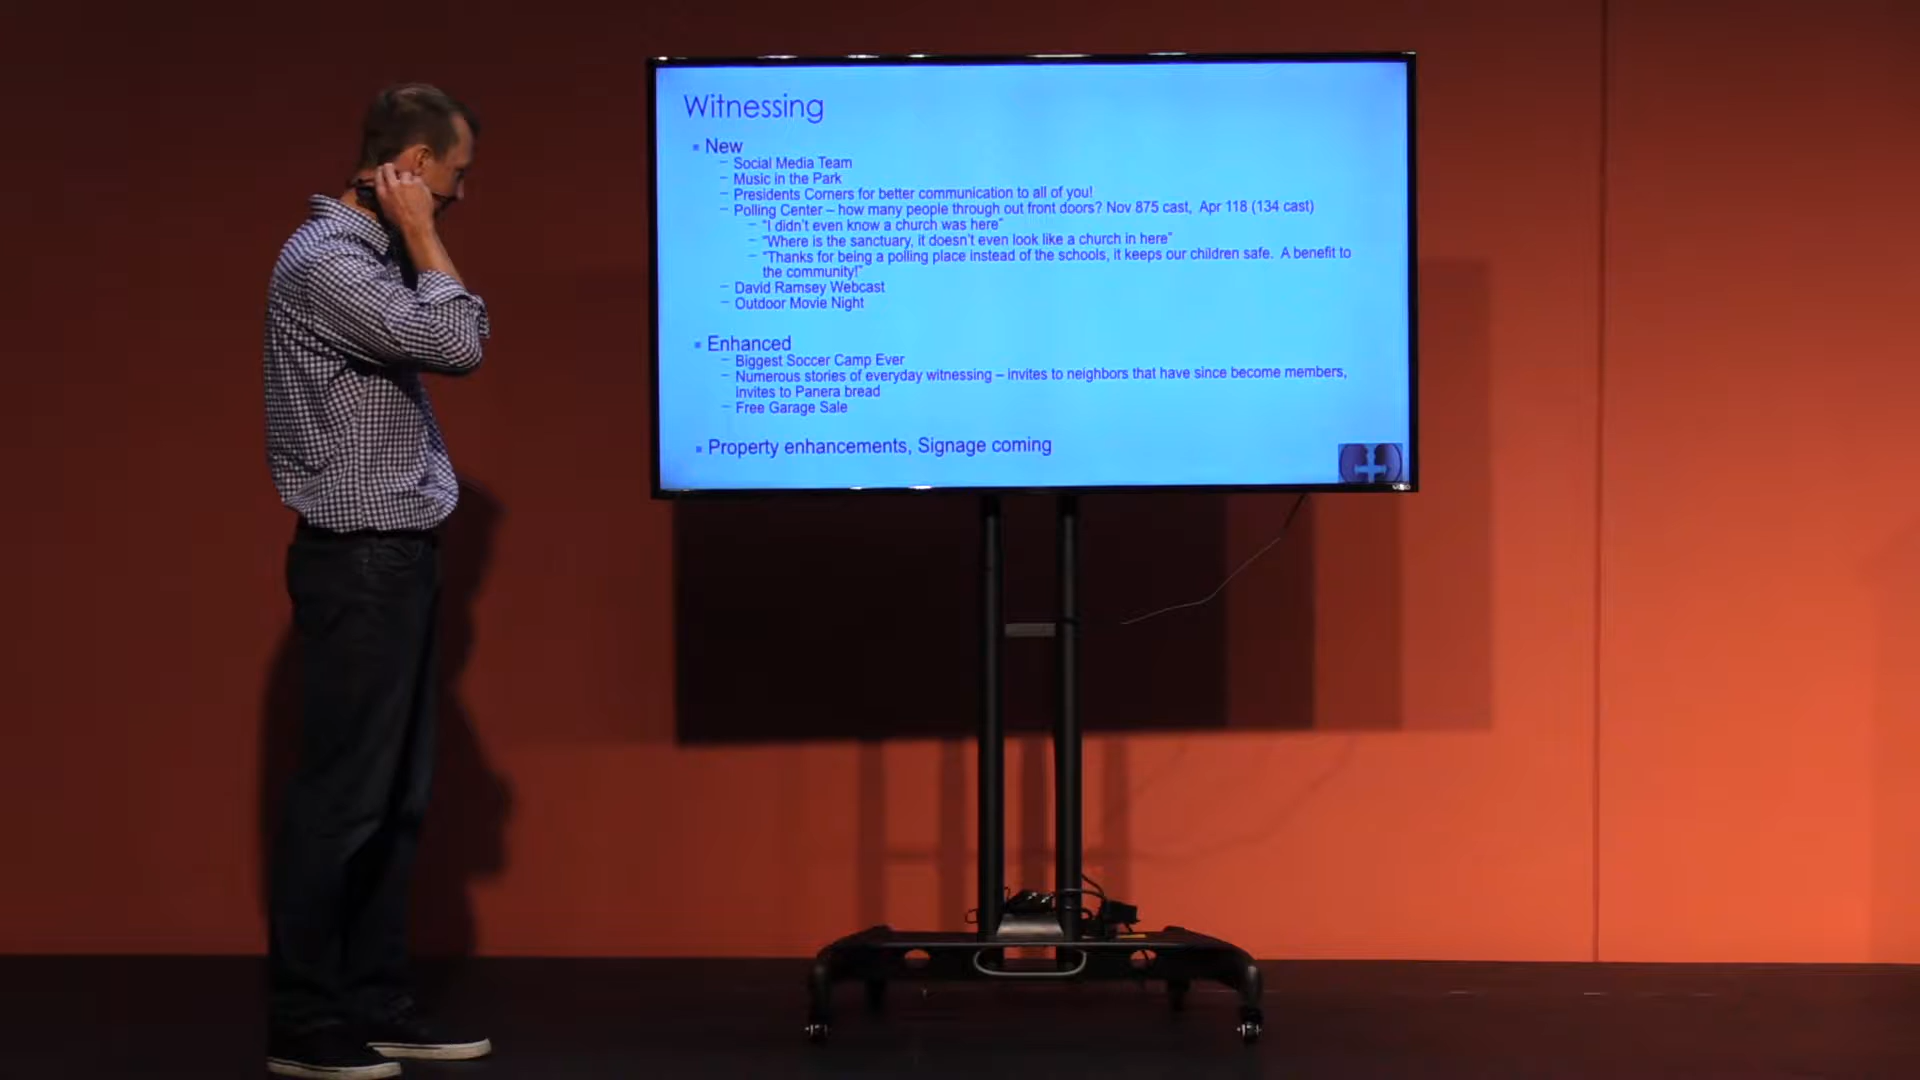 Witnessing
New
– Social Media Team
– Music in the Park
– Presidents Corners for better communication to all of you!
– Polling Center – how many people through out front doors? Nov 875 cast, Apr 118 (134 cast)
– "I didn't even know a church was here"
– "Where is the sanctuary, it doesn't even look like a church in here"
– "Thanks for being a polling place instead of the schools, it keeps our children safe. A benefit to
the community!"
– David Ramsey Webcast
– Outdoor Movie Night
Enhanced
– Biggest Soccer Camp Ever
– Numerous stories of everyday witnessing – invites to neighbors that have since become members,
invites to Panera bread
– Free Garage Sale
Property enhancements, Signage coming